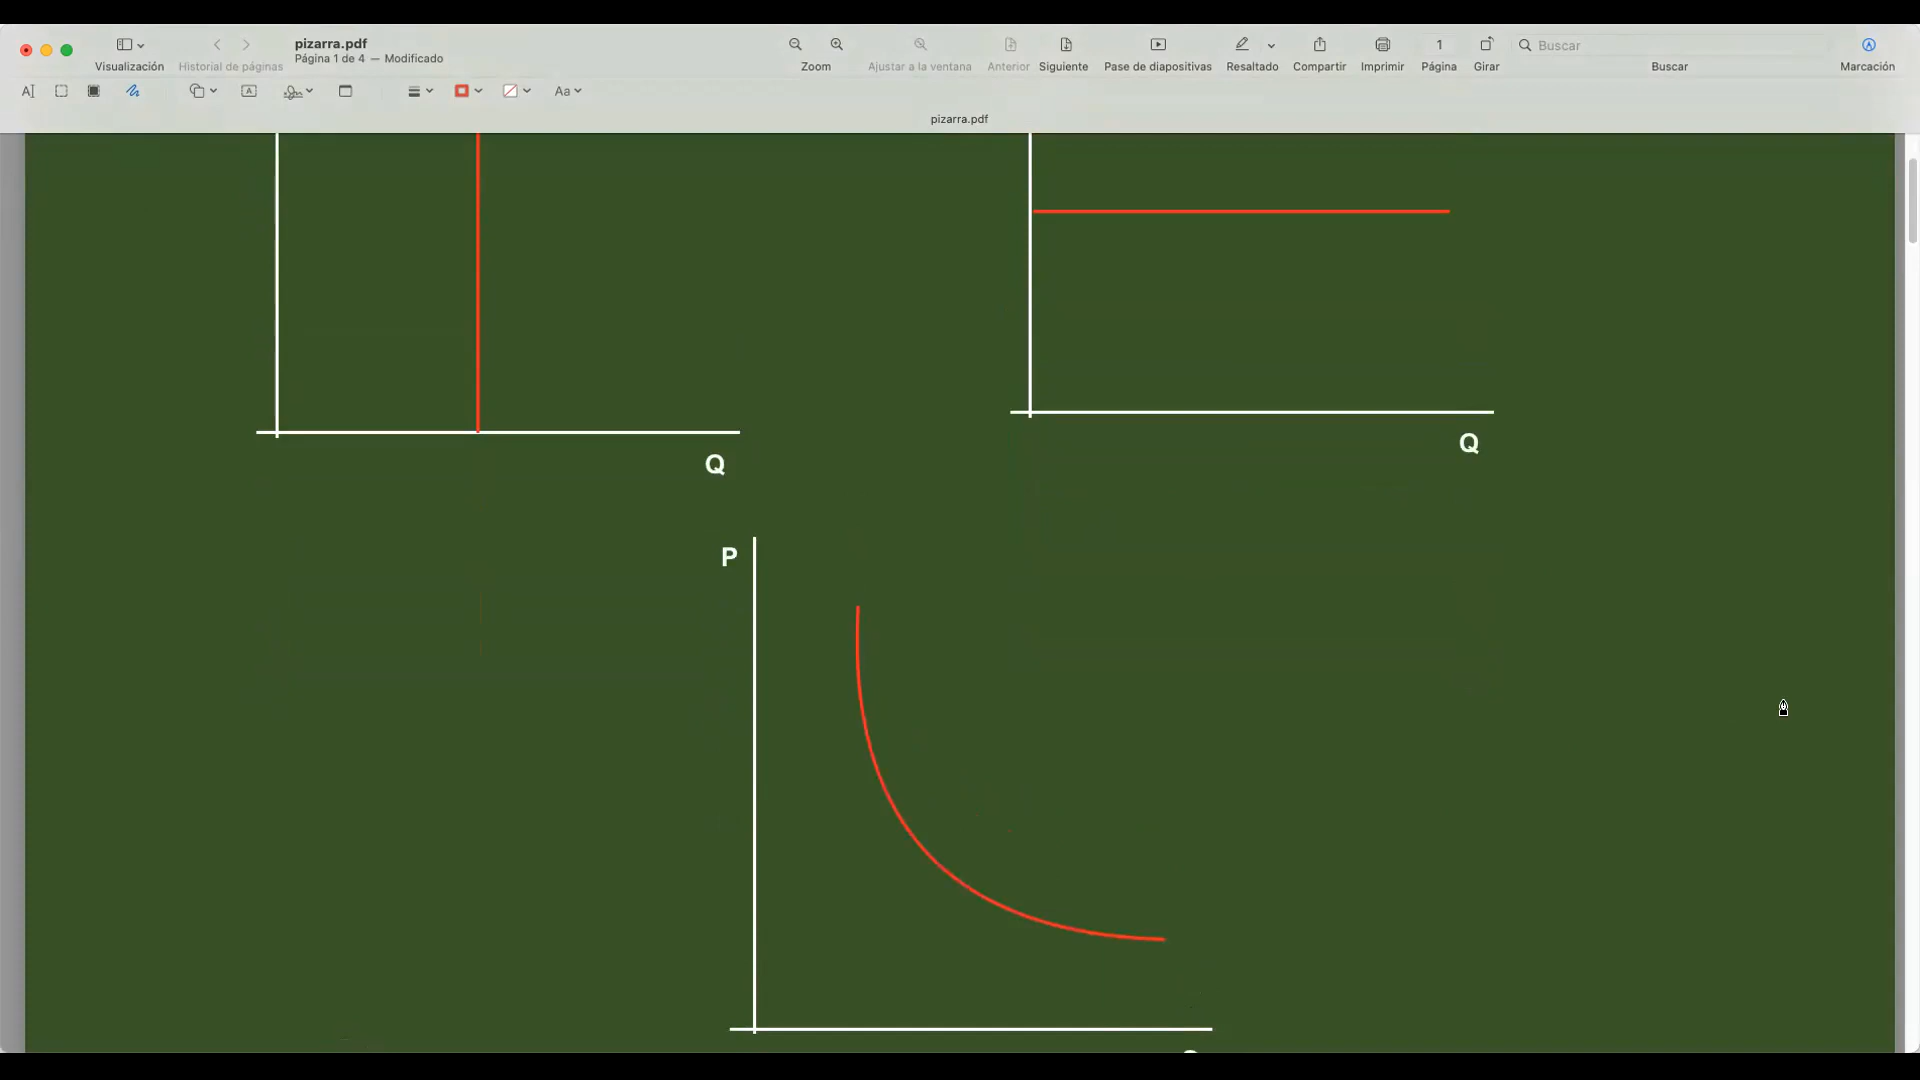 pizarra.pdf
Página 1 de 4 — Modificado
Visualización
Historial de páginas
Zoom
Ajustar a la ventana
Anterior
Siguiente
Pase de diapositivas
Resaltado
Compartir
Imprimir
1
Página
Girar
Buscar
Buscar
Marcación
A
A
Aa
pizarra.pdf
Q
Q
P